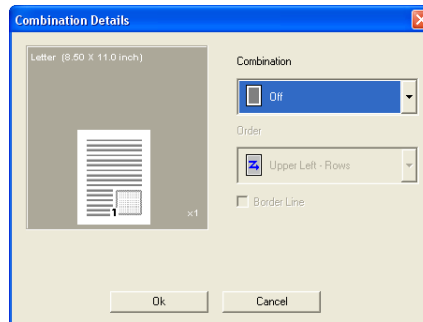 Combination Details
Letter (8.50 X 11.0 inch)
1
x1
Combination
Off
Order
Upper Left - Rows
Border Line
Ok
Cancel